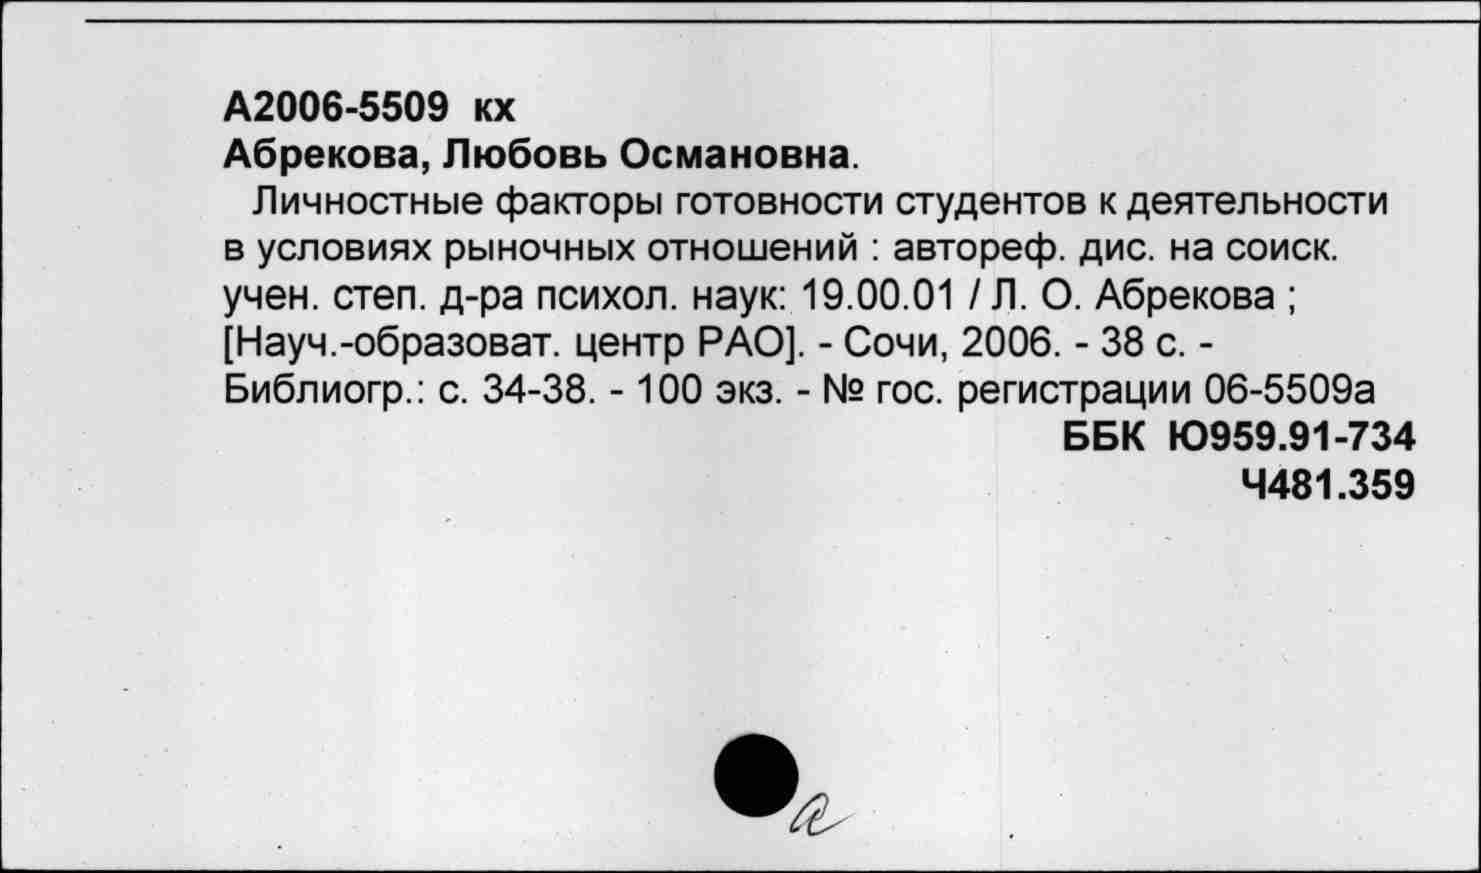 А2006-5509 кх
Абрекова, Любовь Османовна.
Личностные факторы готовности студентов к деятельности
в условиях рыночных отношений : автореф. дис. на соиск.
учен. степ. д-ра психол. наук: 19.00.01 / Л. О. Абрекова ;
[Науч.-образоват. центр РАО]. - Сочи, 2006. - 38 с. -
Библиогр.: с. 34-38. - 100 экз. - № гос. регистрации 06-5509а
ББК Ю959.91-734
Ч481.359
а